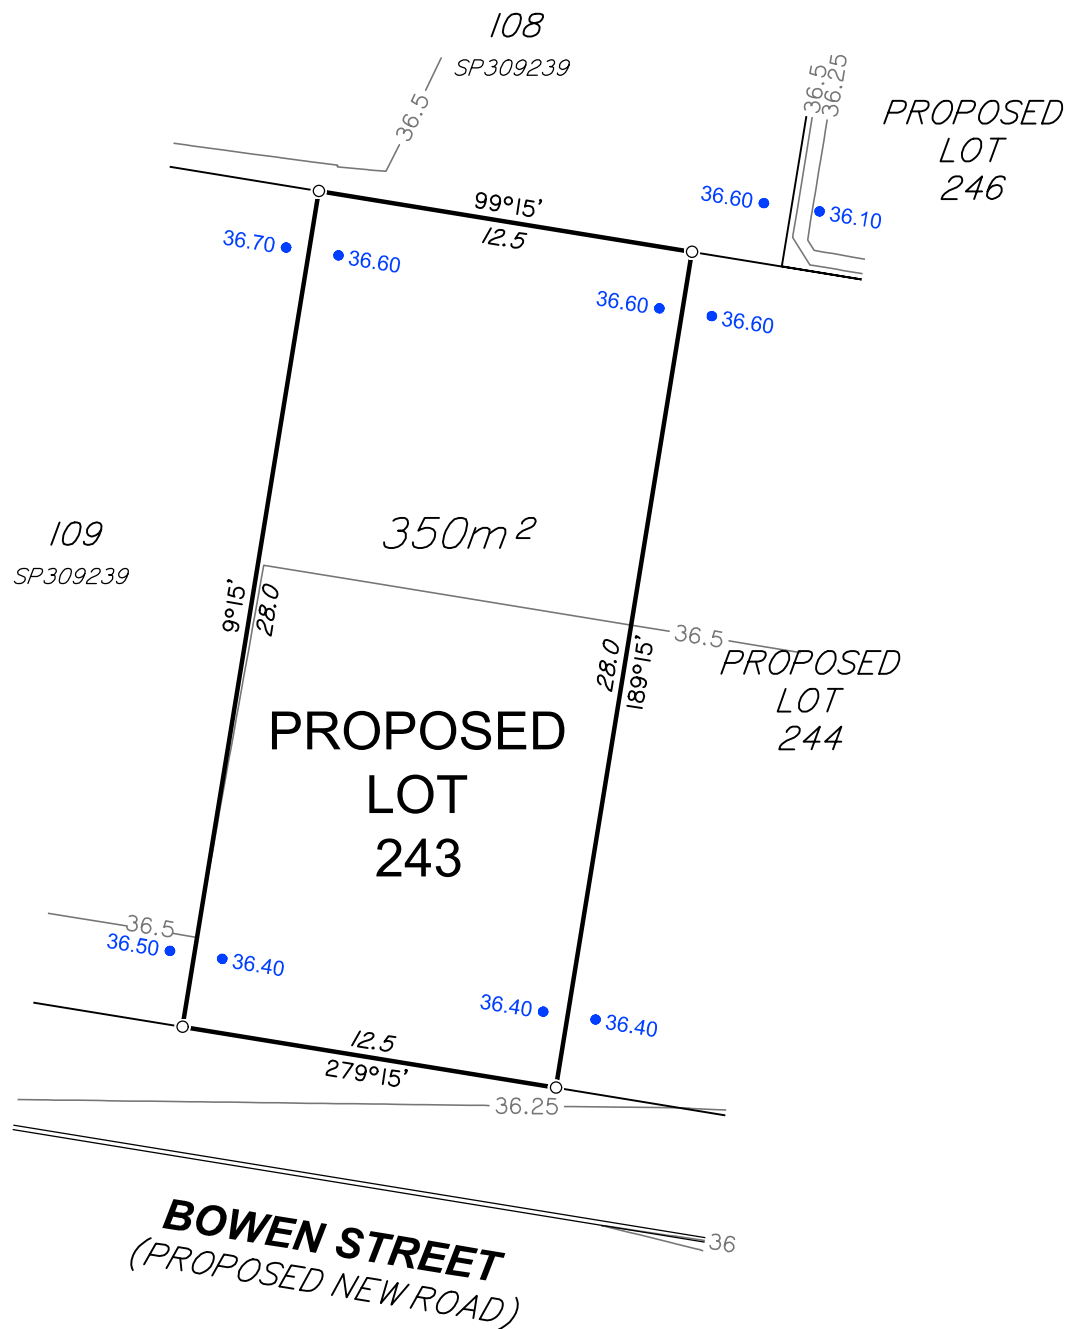 108
SP309239
36.5
36.5
36.25
PROPOSED
LOT
246
36.60
36.10
99°15'
12.5
36.70
36.60
36.60
36.60
109
SP309239
350m²
9°15'
28.0
28.0
189°15'
36.5
PROPOSED
LOT
244
PROPOSED
LOT
243
36.5
36.50
36.40
36.40
36.40
12.5
279°15'
36.25
BOWEN STREET
(PROPOSED NEW ROAD)
36